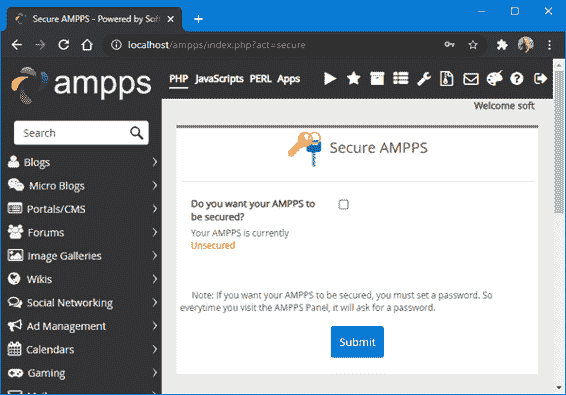 Secure AMPPS - Powered by Soft
localhost/ampps/index.php?act=secure
ampps
PHP JavaScripts PERL Apps
Welcome soft
Search
Blogs
Micro Blogs
Portals/CMS
Forums
Image Galleries
Wikis
Social Networking
Ad Management
Calendars
Gaming
Secure AMPPS
Do you want your AMPPS to
be secured?
Your AMPPS is currently
Unsecured
Note: If you want your AMPPS to be secured, you must set a password. So
everytime you visit the AMPPS Panel, it will ask for a password.
Submit